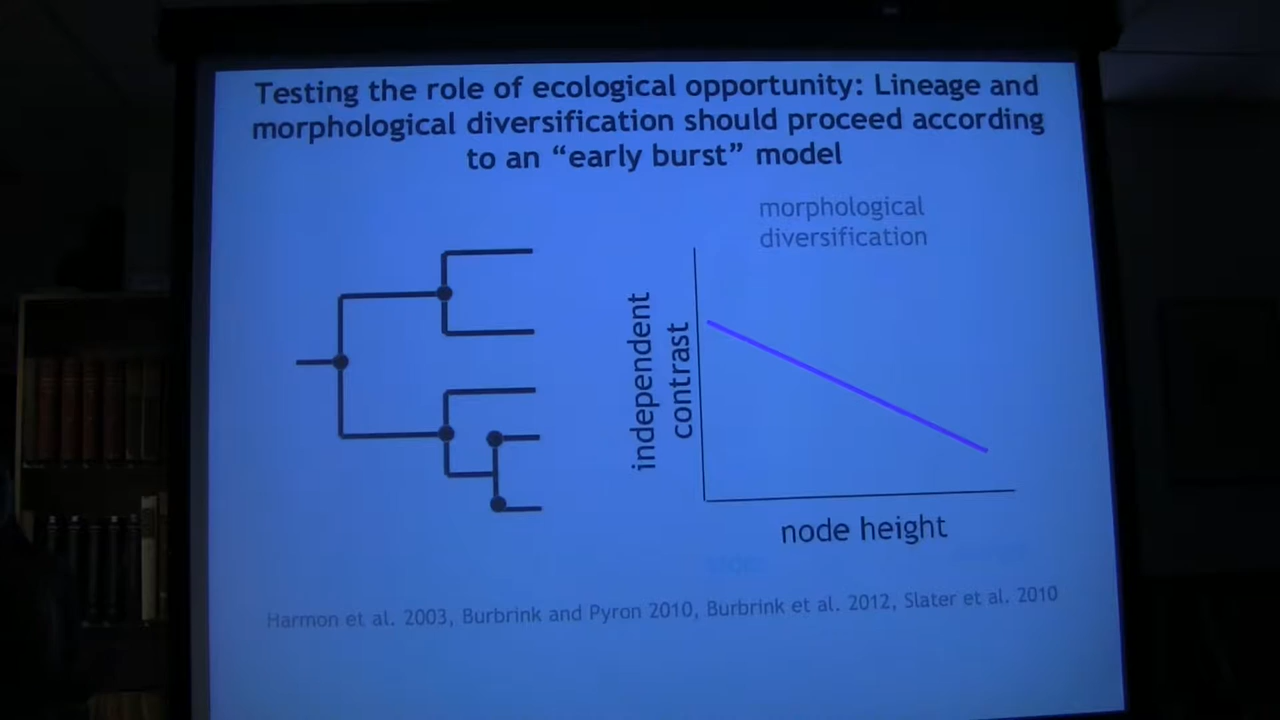 Testing the role of ecological opportunity: Lineage and
morphological diversification should proceed according
to an “early burst” model
morphological
diversification
independent
contrast
node height
Harmon et al. 2003, Burbrink and Pyron 2010, Burbrink et al. 2012, Slater et al. 2010